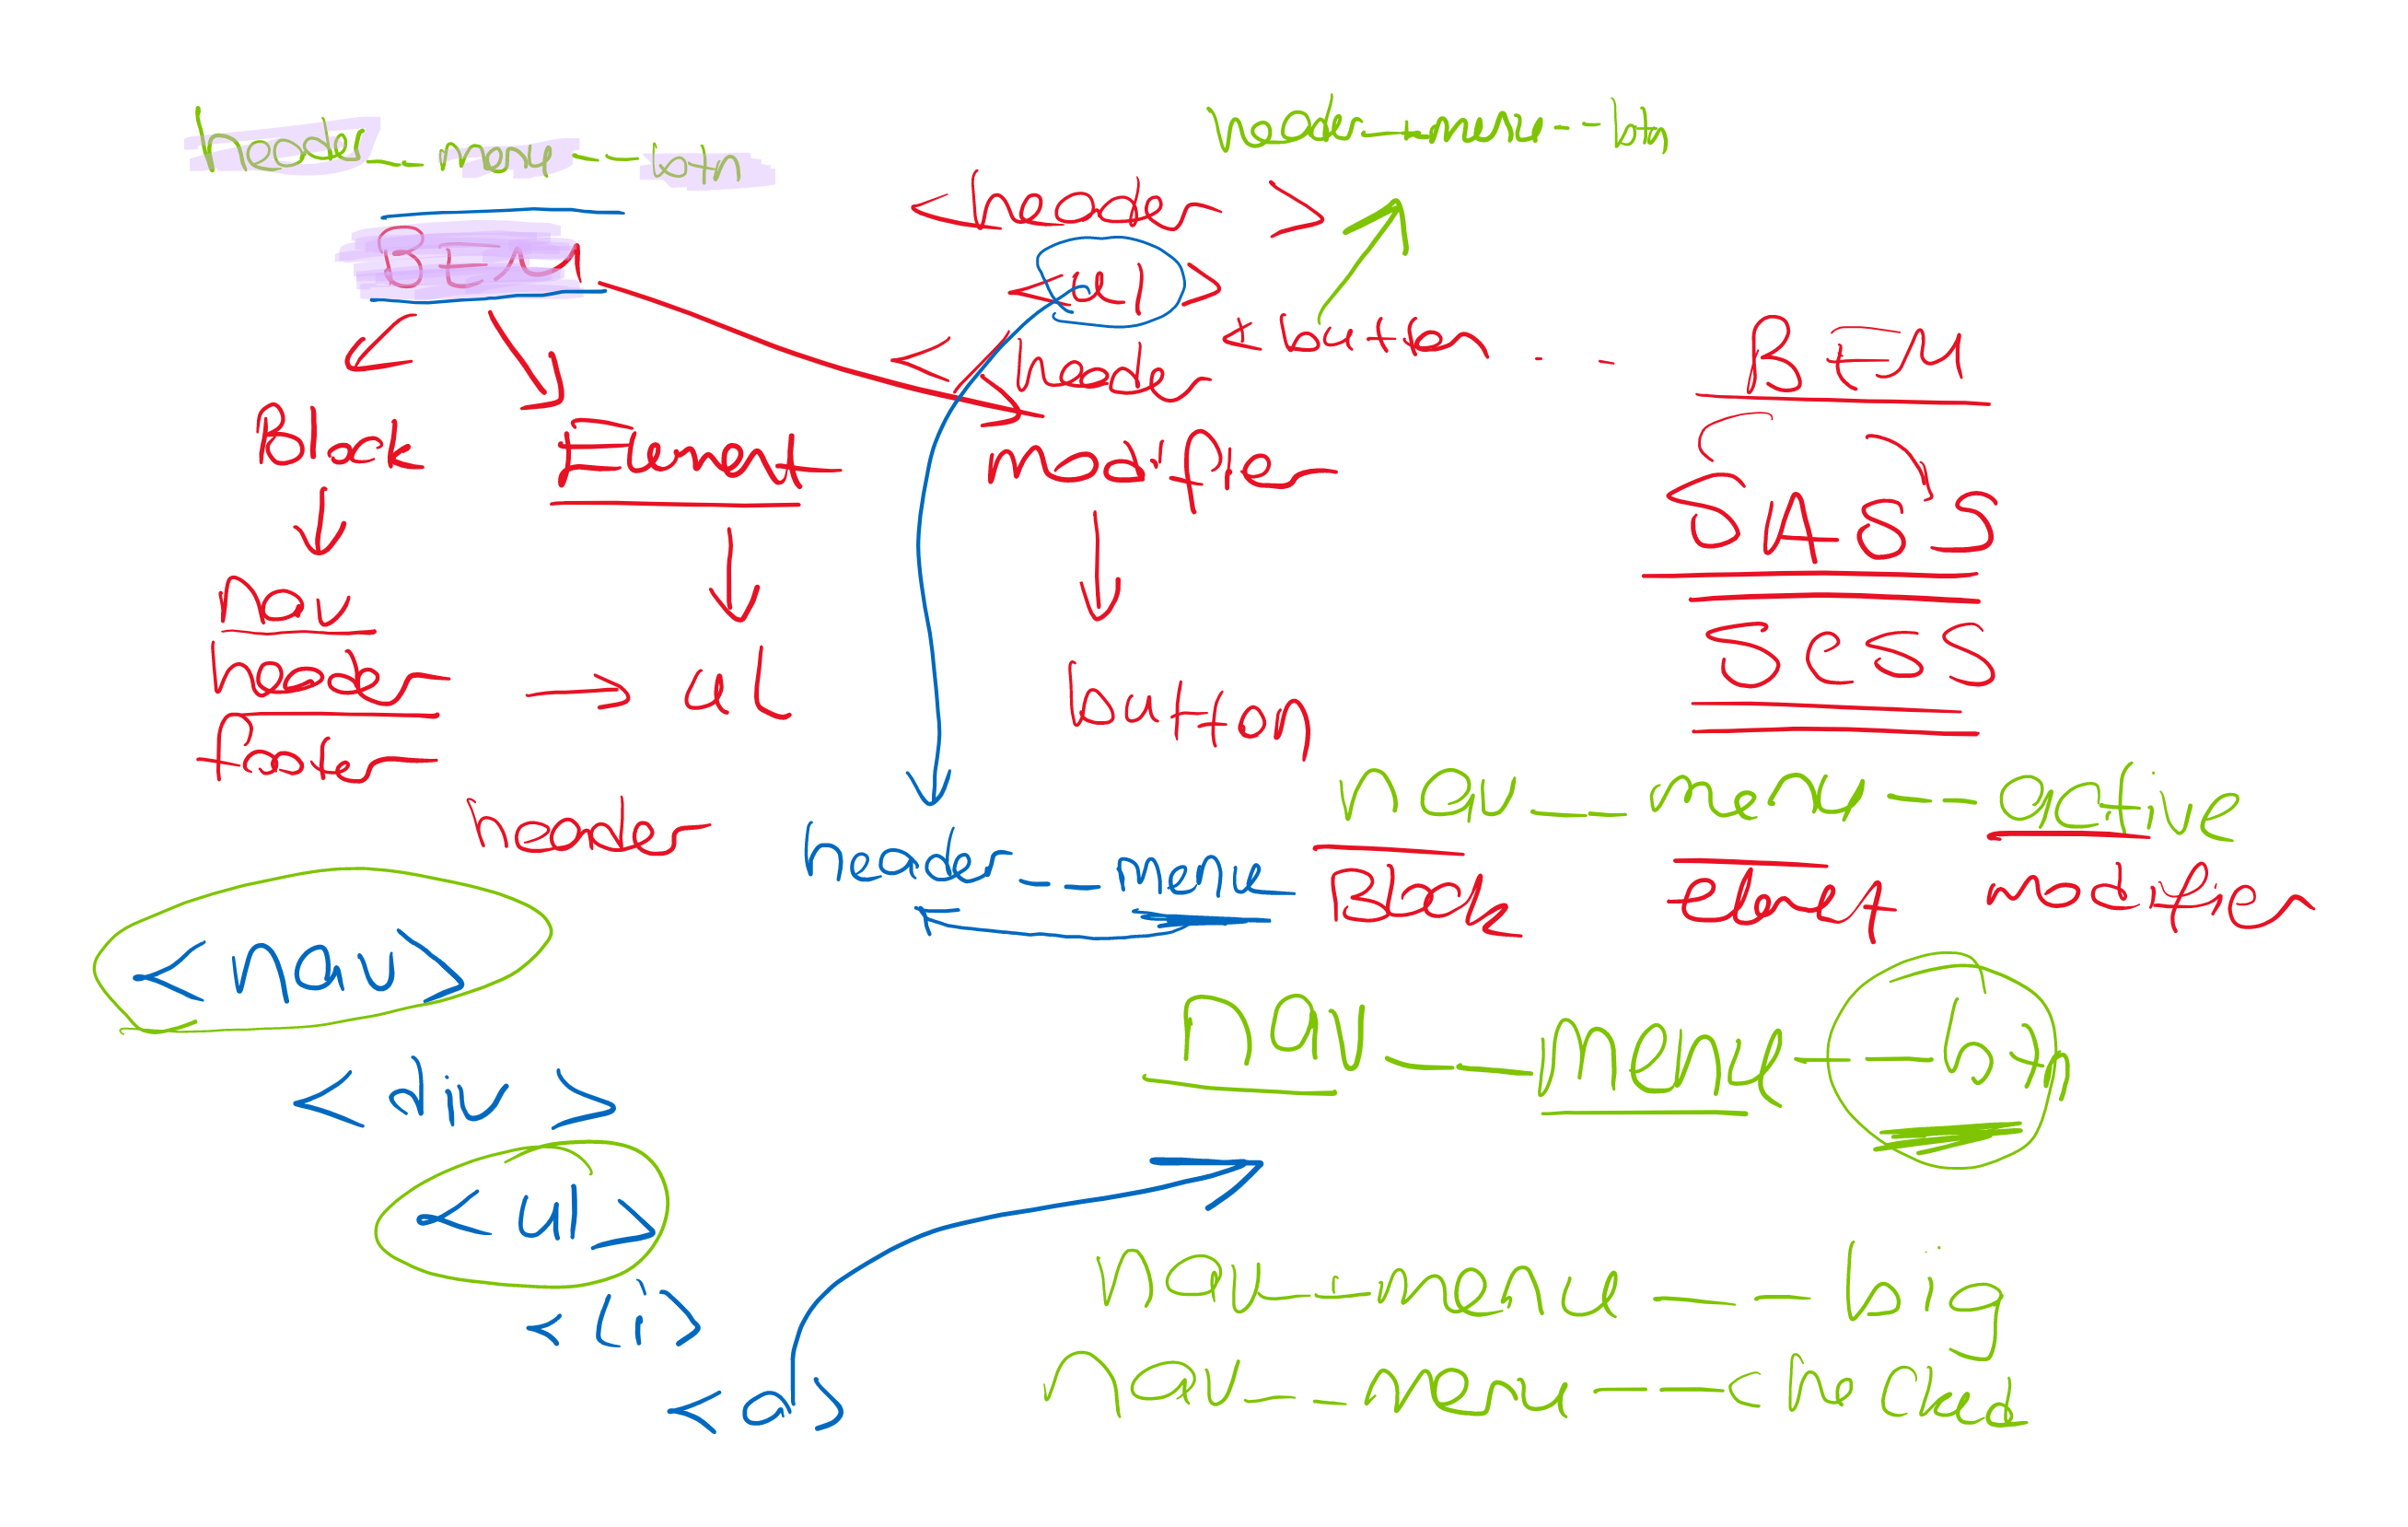 header__menu--btn
header__menu--btn
BEM
<header>
<ul>
<button
</header
BEM
Block
Element
modifier
SASS
nav
header
ul
button
SCSS
footer
header
nav__menu--active
header__menu
Block
modifier
<nav>
nav__menu--btn
<div>
<ul>
nav__menu--big
<li>
<a>
nav__menu--checked